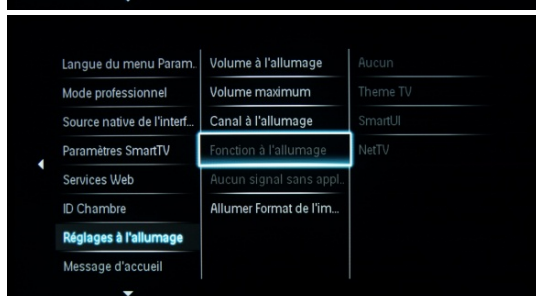 Langue du menu Param..
Mode professionnel
Source native de l'interf...
Paramètres SmartTV
Services Web
ID Chambre
Réglages à l'allumage
Message d'accueil
Volume à l'allumage
Volume maximum
Canal à l'allumage
Fonction à l'allumage
Aucun signal sans appl..
Allumer Format de l'im...
Aucun
Theme TV
SmartUI
NetTV